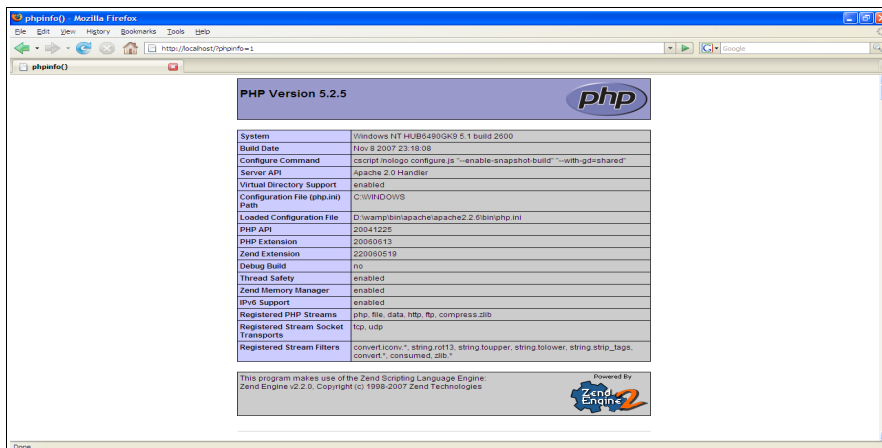 phpinfo() - Mozilla Firefox
File Edit View History Bookmarks Tools Help
http://localhost/?phpinfo=1
Google
phpinfo()
PHP Version 5.2.5
php
System Windows NT HUB6490GK9 5.1 build 2600
Build Date Nov 8 2007 23:18:08
Configure Command cscript /nologo configure.js "--enable-snapshot-build" "--with-gd=shared"
Server API Apache 2.0 Handler
Virtual Directory Support enabled
Configuration File (php.ini) C:\WINDOWS
Path
Loaded Configuration File D:\wamp\bin\apache\apache2.2.6\bin\php.ini
PHP API 20041225
PHP Extension 20060613
Zend Extension 220060519
Debug Build no
Thread Safety enabled
Zend Memory Manager enabled
IPv6 Support enabled
Registered PHP Streams php, file, data, http, ftp, compress.zlib
Registered Stream Socket tcp, udp
Transports
Registered Stream Filters convert.iconv.*, string.rot13, string.toupper, string.tolower, string.strip_tags,
convert.*, consumed, zlib.*
This program makes use of the Zend Scripting Language Engine:
Zend Engine v2.2.0, Copyright (c) 1998-2007 Zend Technologies
Powered By
Zend
Engine 2
Done